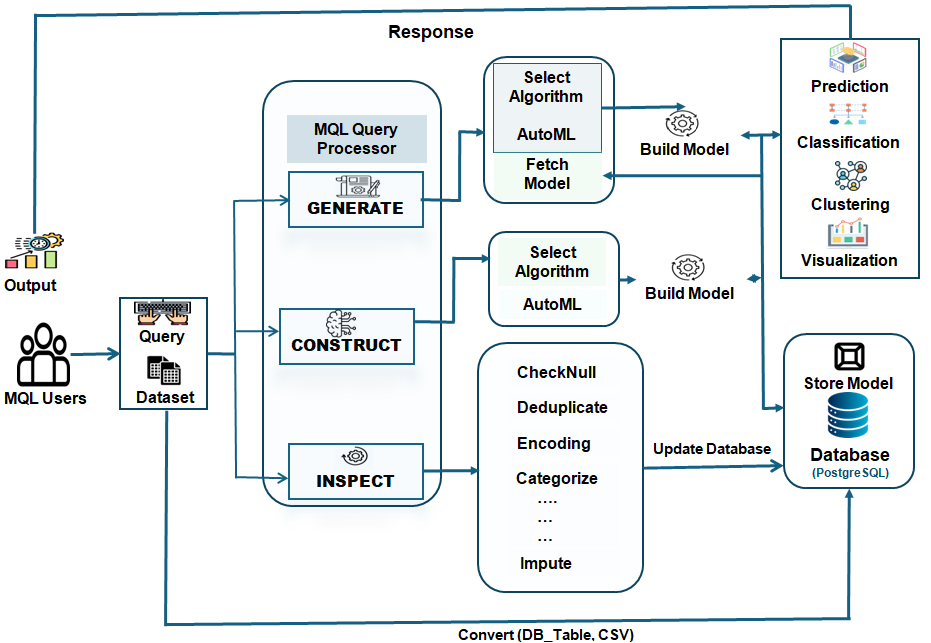 Response
MQL Query
Processor
GENERATE
CONSTRUCT
INSPECT
Select
Algorithm
AutoML
Fetch
Model
Build Model
Select
Algorithm
AutoML
Build Model
CheckNull
Deduplicate
Encoding
Categorize
....
...
...
Impute
Update Database
Prediction
Classification
Clustering
Visualization
Store Model
Database
(PostgreSQL)
Output
MQL Users
Query
Dataset
Convert (DB_Table, CSV)